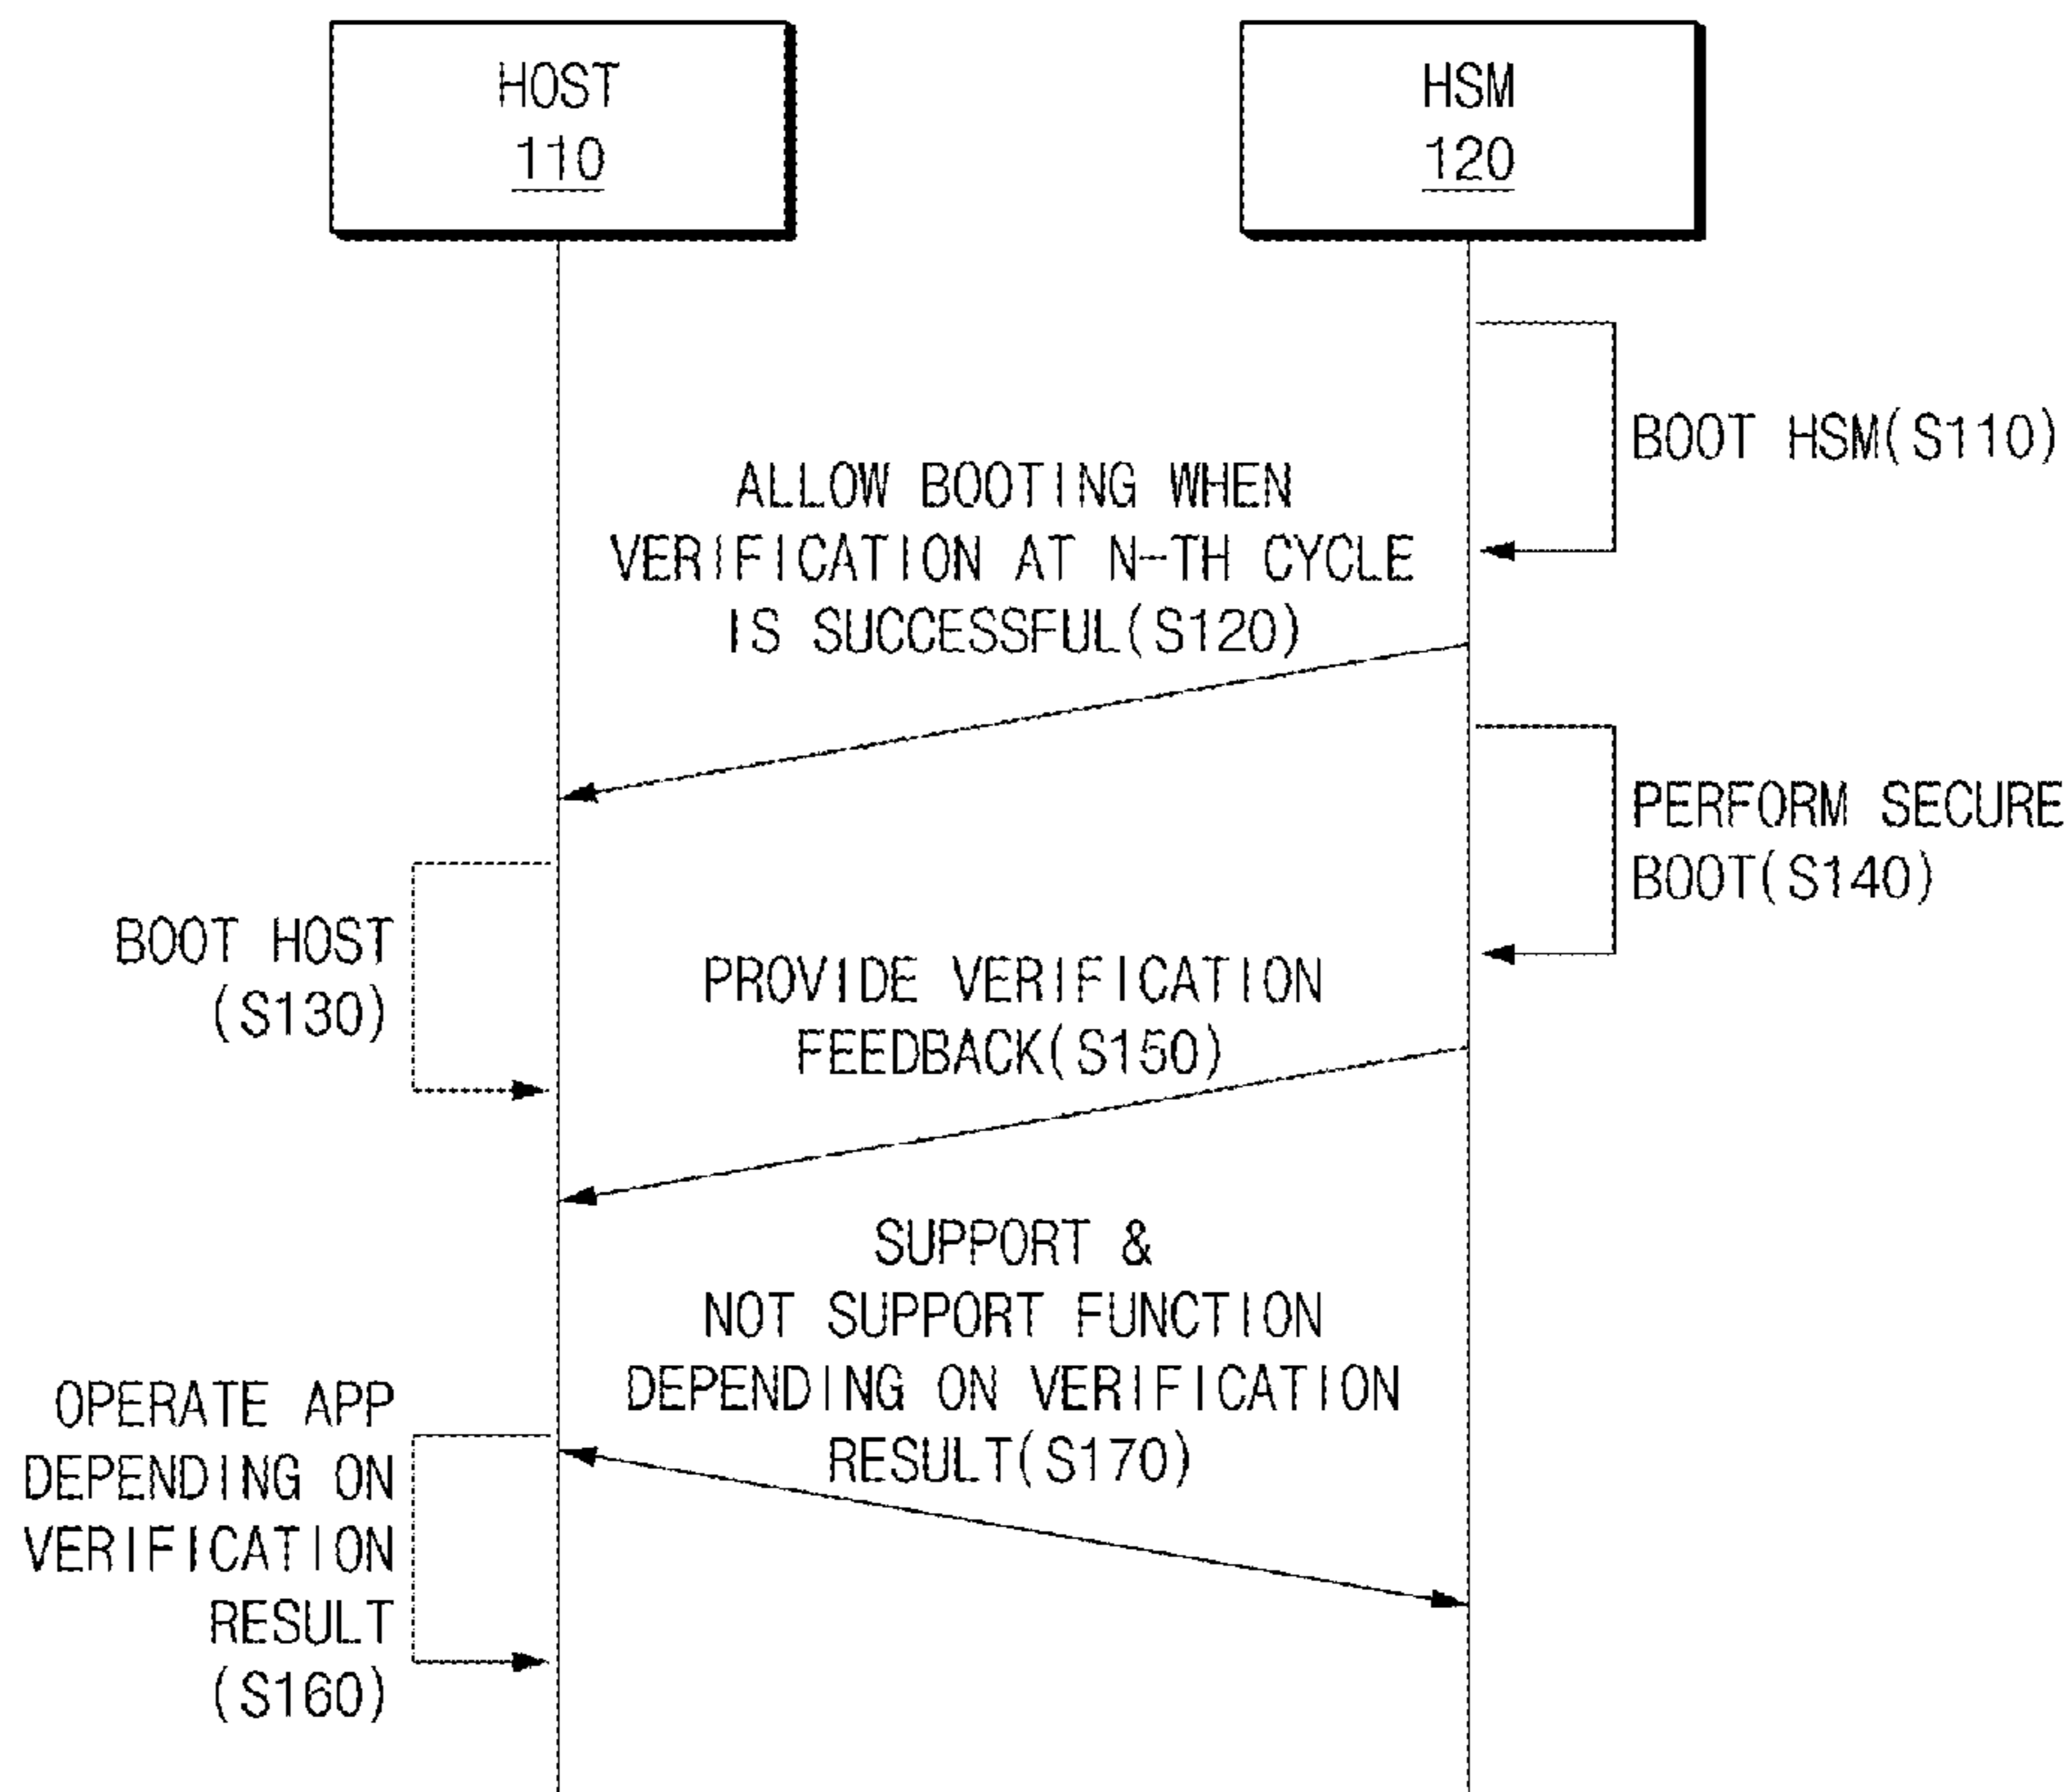 HOST
110
HSM
120
BOOT HSM(S110)
ALLOW BOOTING WHEN
VERIFICATION AT N-TH CYCLE
IS SUCCESSFUL(S120)
PERFORM SECURE
BOOT(S140)
BOOT HOST
(S130)
PROVIDE VERIFICATION
FEEDBACK(S150)
SUPPORT &
NOT SUPPORT FUNCTION
DEPENDING ON VERIFICATION
RESULT(S170)
OPERATE APP
DEPENDING ON
VERIFICATION
RESULT
(S160)